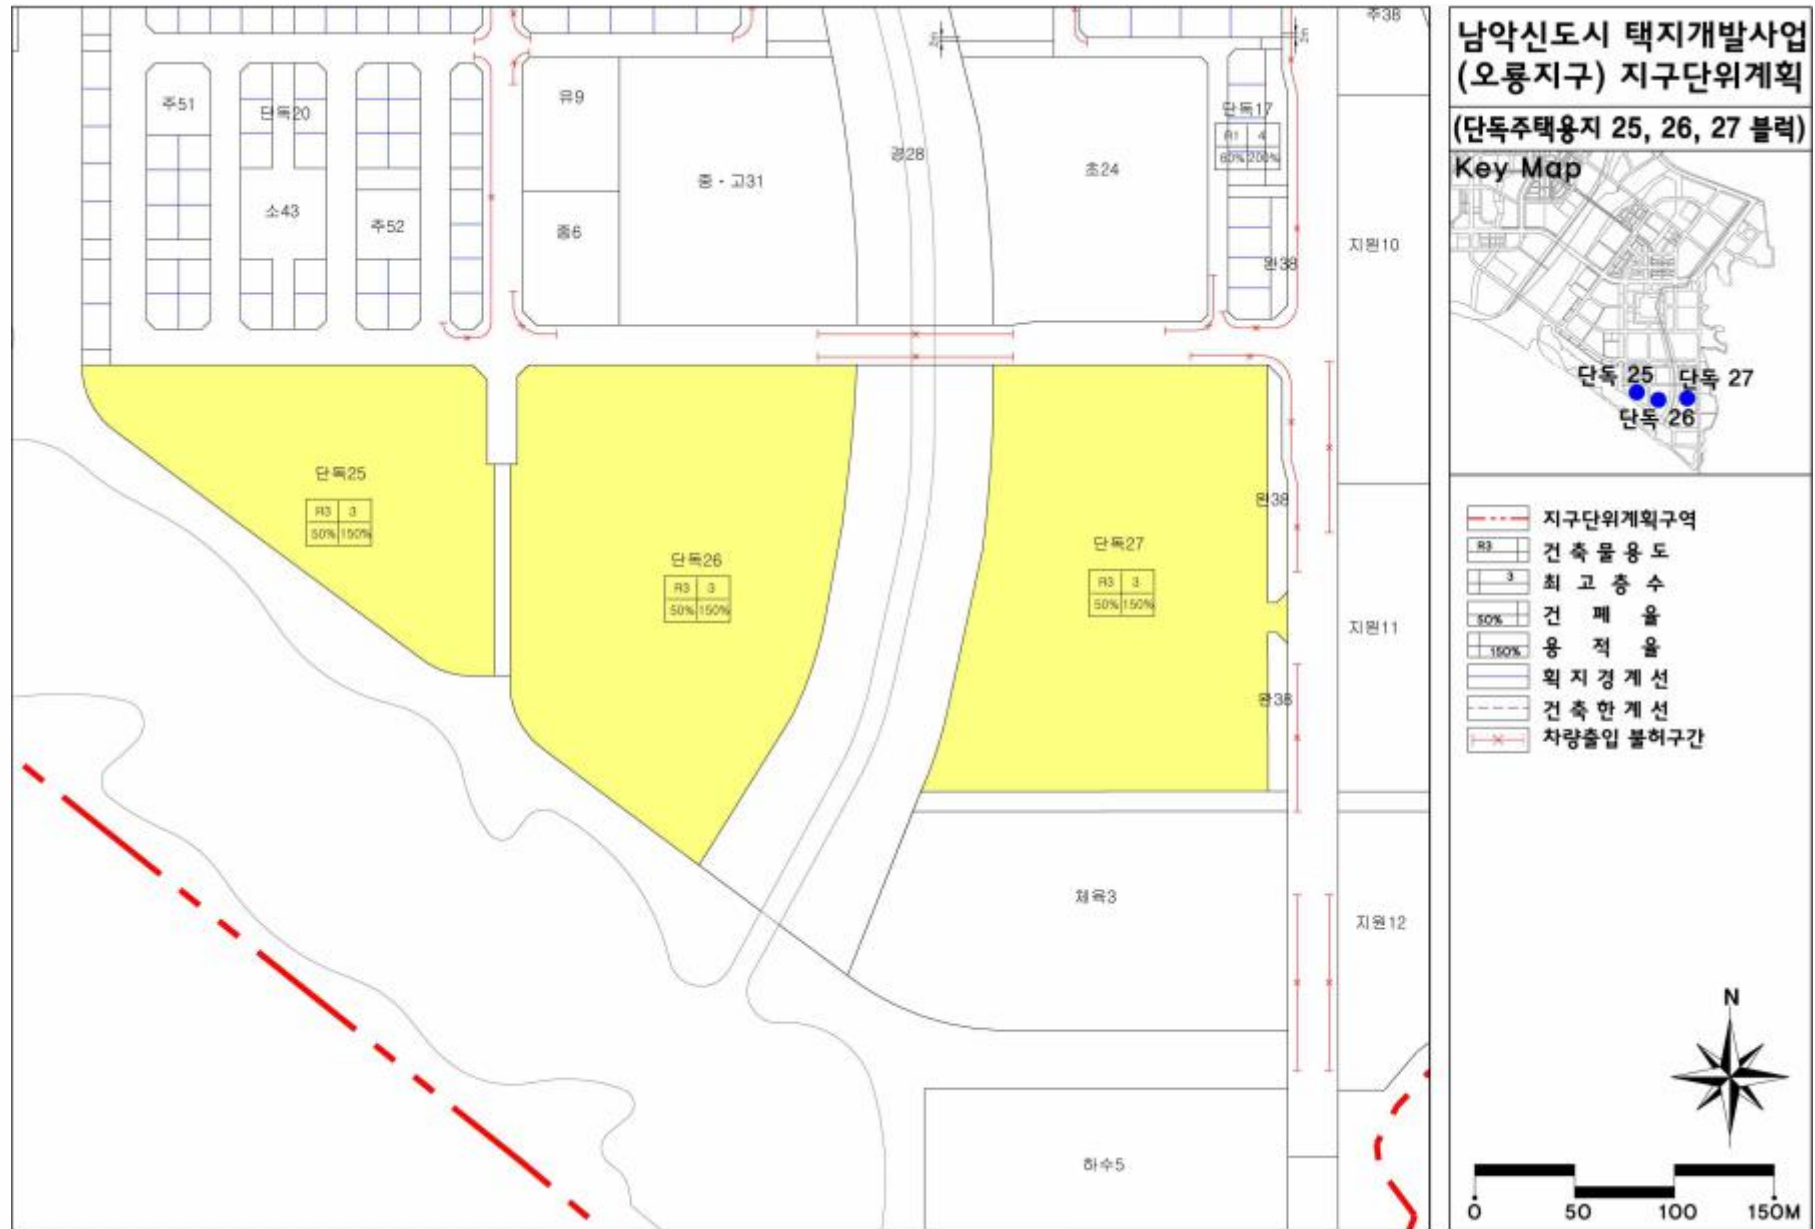 남악신도시 택지개발사업
(오룡지구) 지구단위계획
(단독주택용지 25, 26, 27 블럭)
Key Map
단독 25
단독 27
단독 26
지구단위계획구역
R3
건축물용도
3
최고층수
50%
건폐율
150%
용적율
획지경계선
건축한계선
차량출입 불허구간
N
0 50 100 150M
주38
2m
2m
주51
단독20
유9
중 - 고31
경28
초24
단독17
R1 4
60% 200%
소43
주52
종6
완38
지원10
단독25
R3 3
50% 150%
단독26
R3 3
50% 150%
단독27
R3 3
50% 150%
완38
지원11
완38
체육3
지원12
하수5